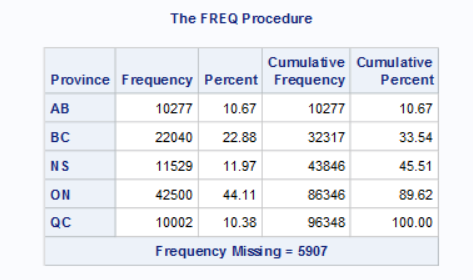 The FREQ Procedure
Province Frequency Percent Cumulative Frequency Cumulative Percent
AB 10277 10.67 10277 10.67
BC 22040 22.88 32317 33.54
NS 11529 11.97 43846 45.51
ON 42500 44.11 86346 89.62
QC 10002 10.38 96348 100.00
Frequency Missing = 5907